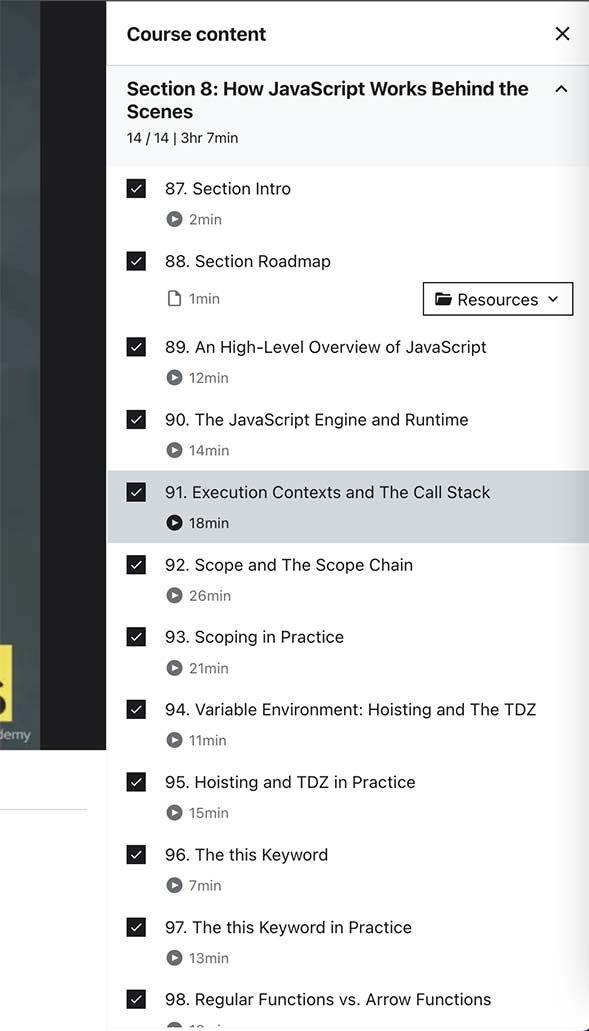 Course content
Section 8: How JavaScript Works Behind the
Scenes
14 / 14 | 3hr 7min
87. Section Intro
2min
88. Section Roadmap
1min
Resources
89. An High-Level Overview of JavaScript
12min
90. The JavaScript Engine and Runtime
14min
91. Execution Contexts and The Call Stack
18min
92. Scope and The Scope Chain
26min
93. Scoping in Practice
21min
94. Variable Environment: Hoisting and The TDZ
11min
95. Hoisting and TDZ in Practice
15min
96. The this Keyword
7min
97. The this Keyword in Practice
13min
98. Regular Functions vs. Arrow Functions